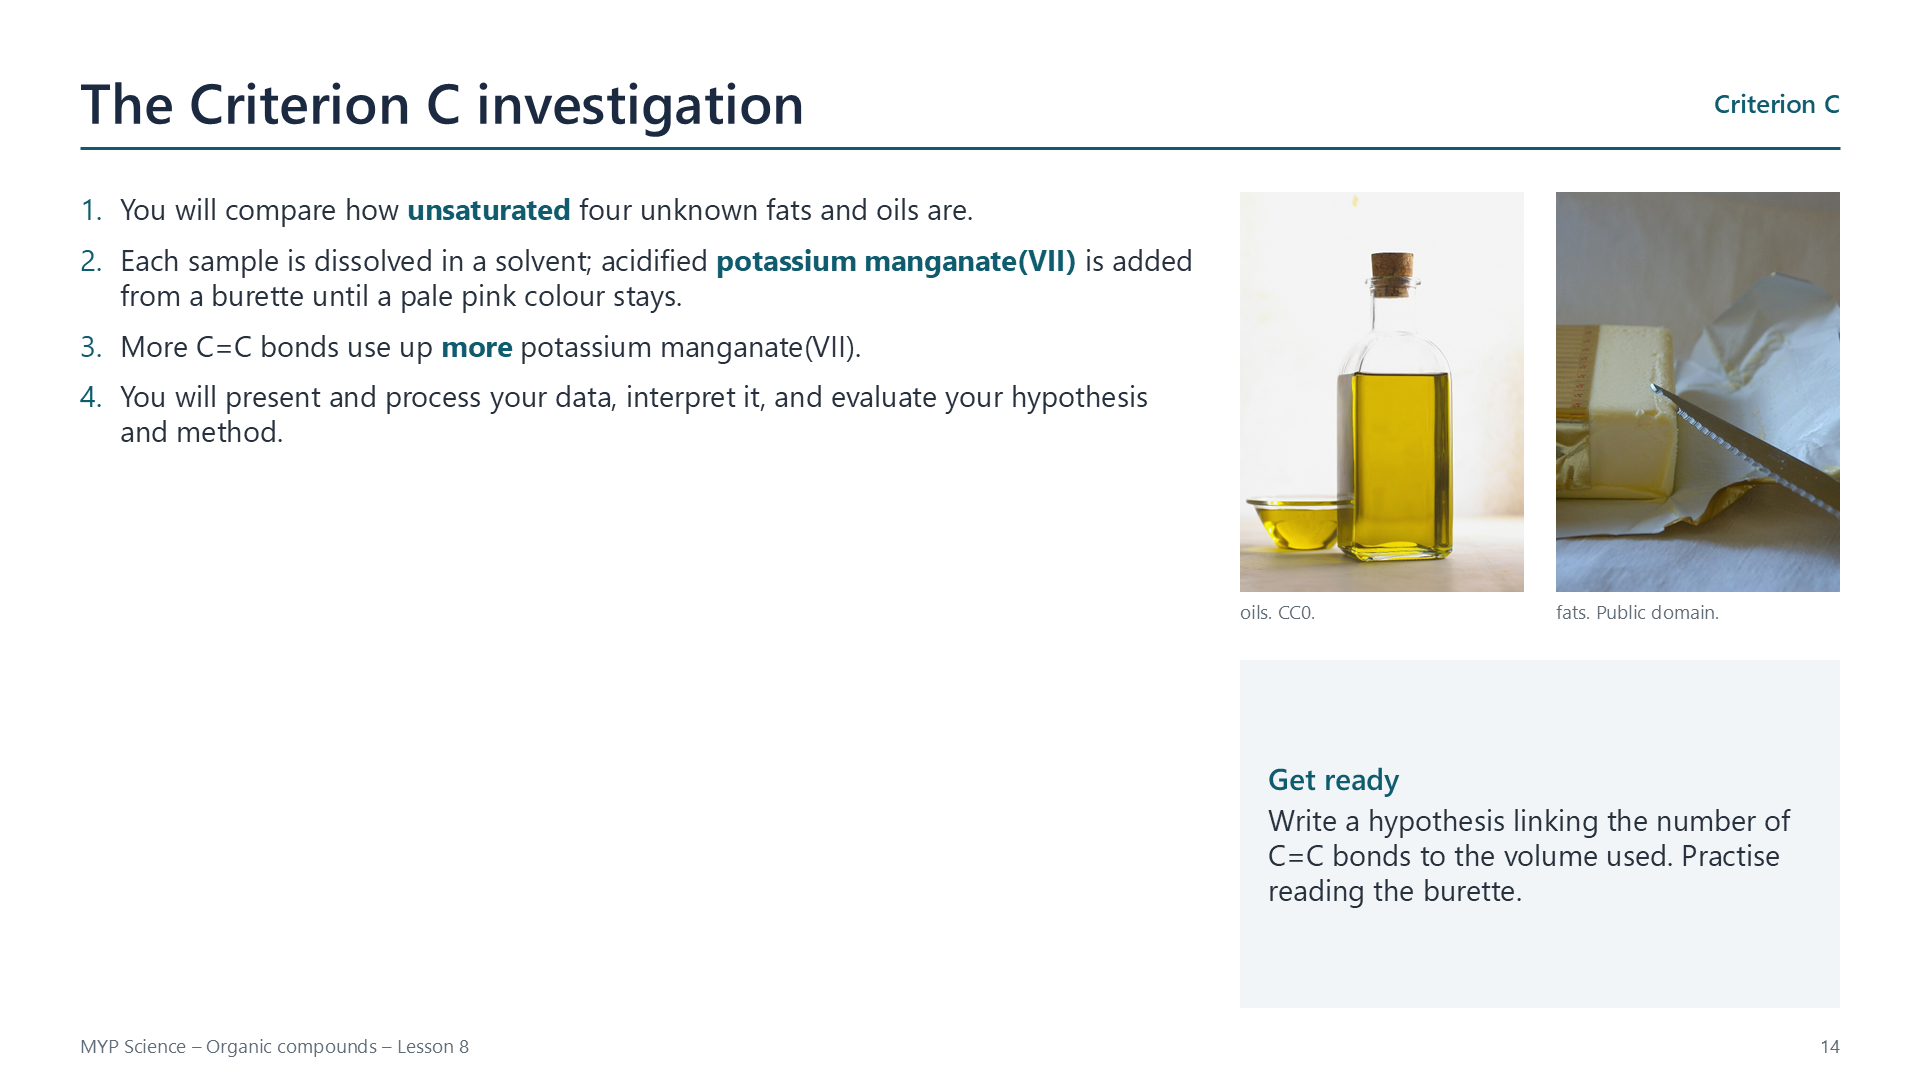 The Criterion C investigation
Criterion C
1. You will compare how unsaturated four unknown fats and oils are.
2. Each sample is dissolved in a solvent; acidified potassium manganate(VII) is added
from a burette until a pale pink colour stays.
3. More C=C bonds use up more potassium manganate(VII).
4. You will present and process your data, interpret it, and evaluate your hypothesis
and method.
oils. CC0.
fats. Public domain.
Get ready
Write a hypothesis linking the number of
C=C bonds to the volume used. Practise
reading the burette.
MYP Science – Organic compounds – Lesson 8
14